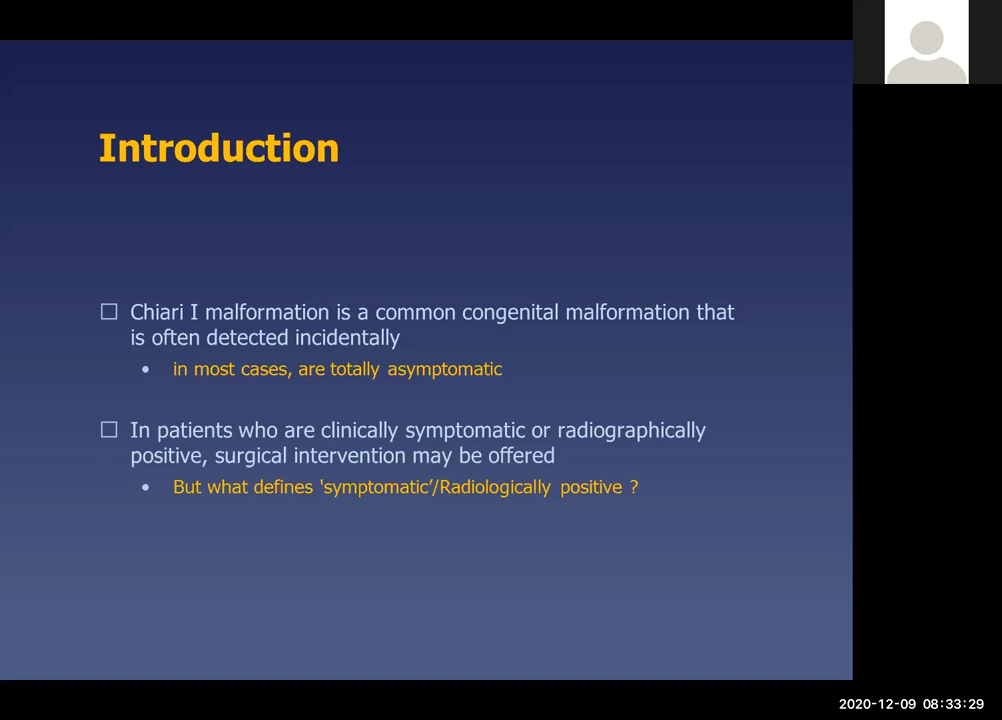 Introduction
Chiari I malformation is a common congenital malformation that
is often detected incidentally
• in most cases, are totally asymptomatic
In patients who are clinically symptomatic or radiographically
positive, surgical intervention may be offered
• But what defines 'symptomatic’/Radiologically positive ?
2020-12-09 08:33:29